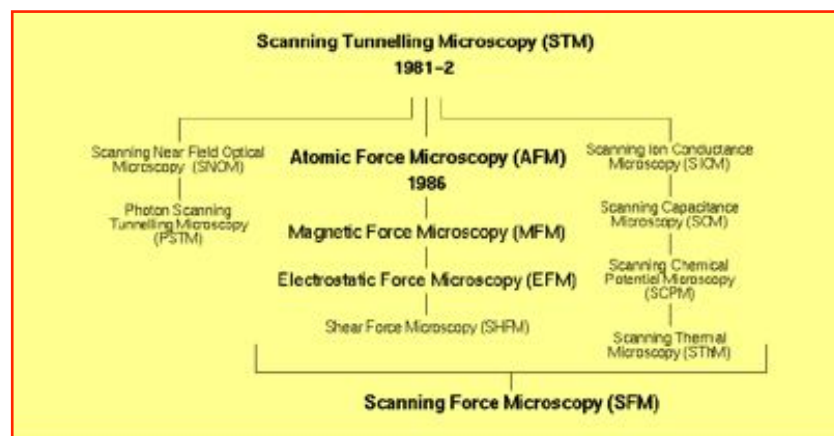 Scanning Tunnelling Microscopy (STM)
1981-2
Scanning Near Field Optical
Microscopy (SNOM)
Photon Scanning
Tunnelling Microscopy
(PSTM)
Atomic Force Microscopy (AFM)
1986
Magnetic Force Microscopy (MFM)
Electrostatic Force Microscopy (EFM)
Shear Force Microscopy (SHFM)
Scanning Ion Conductance
Microscopy (SICM)
Scanning Capacitance
Microscopy (SCM)
Scanning Chemical
Potential Microscopy
(SCPM)
Scanning Thermal
Microscopy (SThM)
Scanning Force Microscopy (SFM)